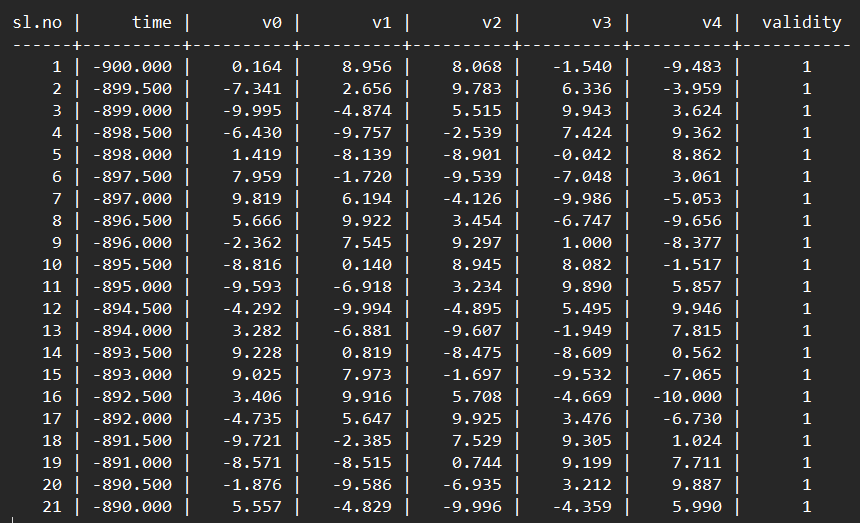 sl.no |      time |        v0 |        v1 |        v2 |        v3 |        v4 |  validity
------+-----------+-----------+-----------+-----------+-----------+-----------+-----------
    1 |  -900.000 |     0.164 |     8.956 |     8.068 |    -1.540 |    -9.483 |      1
    2 |  -899.500 |    -7.341 |     2.656 |     9.783 |     6.336 |    -3.959 |      1
    3 |  -899.000 |    -9.995 |    -4.874 |     5.515 |     9.943 |     3.624 |      1
    4 |  -898.500 |    -6.430 |    -9.757 |    -2.539 |     7.424 |     9.362 |      1
    5 |  -898.000 |     1.419 |    -8.139 |    -8.901 |    -0.042 |     8.862 |      1
    6 |  -897.500 |     7.959 |    -1.720 |    -9.539 |    -7.048 |     3.061 |      1
    7 |  -897.000 |     9.819 |     6.194 |    -4.126 |    -9.986 |    -5.053 |      1
    8 |  -896.500 |     5.666 |     9.922 |     3.454 |    -6.747 |    -9.656 |      1
    9 |  -896.000 |    -2.362 |     7.545 |     9.297 |     1.000 |    -8.377 |      1
   10 |  -895.500 |    -8.816 |     0.140 |     8.945 |     8.082 |    -1.517 |      1
   11 |  -895.000 |    -9.593 |    -6.918 |     3.234 |     9.890 |     5.857 |      1
   12 |  -894.500 |    -4.292 |    -9.994 |    -4.895 |     5.495 |     9.946 |      1
   13 |  -894.000 |     3.282 |    -6.881 |    -9.607 |    -1.949 |     7.815 |      1
   14 |  -893.500 |     9.228 |     0.819 |    -8.475 |    -8.609 |     0.562 |      1
   15 |  -893.000 |     9.025 |     7.973 |    -1.697 |    -9.532 |    -7.065 |      1
   16 |  -892.500 |     3.406 |     9.916 |     5.708 |    -4.669 |   -10.000 |      1
   17 |  -892.000 |    -4.735 |     5.647 |     9.925 |     3.476 |    -6.730 |      1
   18 |  -891.500 |    -9.721 |    -2.385 |     7.529 |     9.305 |     1.024 |      1
   19 |  -891.000 |    -8.571 |    -8.515 |     0.744 |     9.199 |     7.711 |      1
   20 |  -890.500 |    -1.876 |    -9.586 |    -6.935 |     3.212 |     9.887 |      1
   21 |  -890.000 |     5.557 |    -4.829 |    -9.996 |    -4.359 |     5.990 |      1